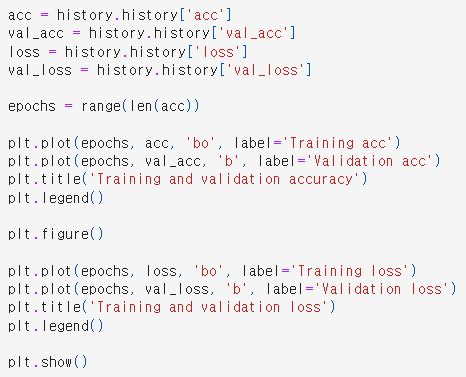 acc = history.history['acc']
val_acc = history.history['val_acc']
loss = history.history['loss']
val_loss = history.history['val_loss']
epochs = range(len(acc))
plt.plot(epochs, acc, 'bo', label='Training acc')
plt.plot(epochs, val_acc, 'b', label='Validation acc')
plt.title('Training and validation accuracy')
plt.legend()
plt.figure()
plt.plot(epochs, loss, 'bo', label='Training loss')
plt.plot(epochs, val_loss, 'b', label='Validation loss')
plt.title('Training and validation loss')
plt.legend()
plt.show()